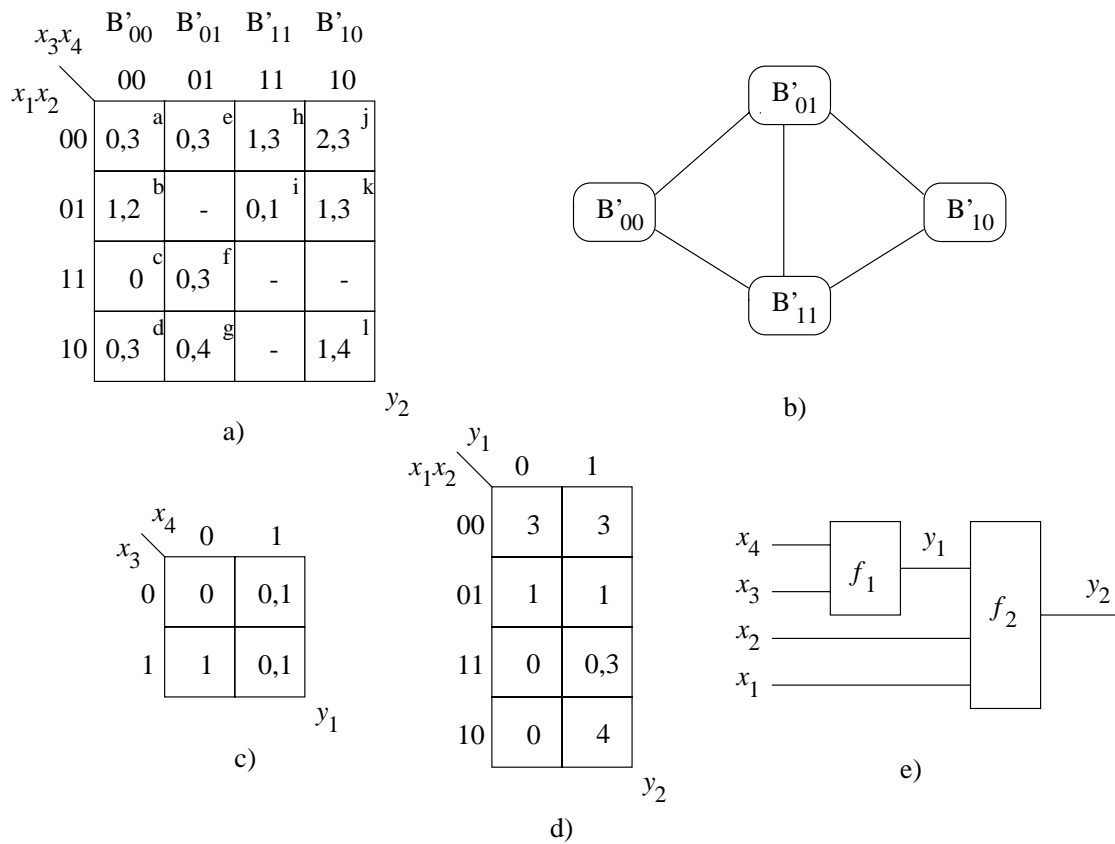 B'00 B'01 B'11 B'10
x3x4
00 01 11 10
x1x2
00 0,3 a 0,3 e 1,3 h 2,3 j
01 1,2 b - 0,1 i 1,3 k
11 0 c 0,3 f - -
10 0,3 d 0,4 g - 1,4 l
y2
a)
B'01
B'00
B'10
B'11
b)
x4
0 1
x3
0 0 0,1
1 1 0,1
y1
c)
y1
0 1
x1x2
00 3 3
01 1 1
11 0 0,3
10 0 4
y2
d)
x4
x3
x2
x1
f1
y1
f2
y2
e)